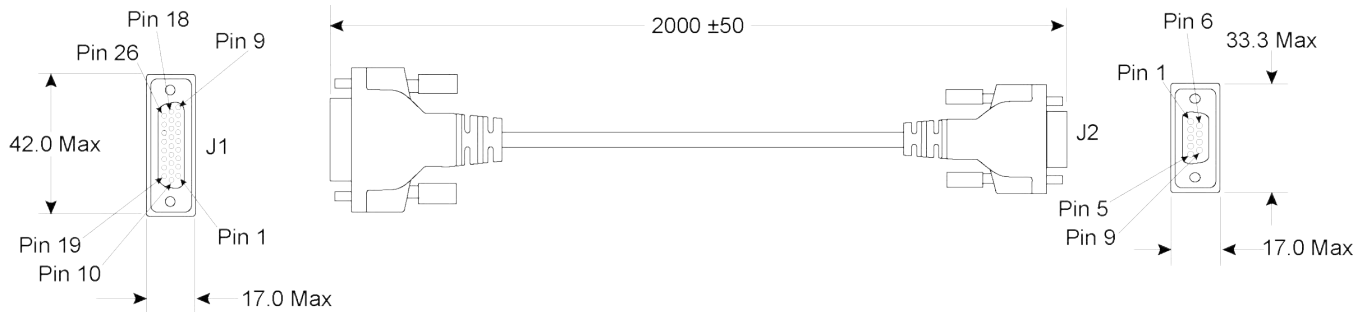 Pin 18
Pin 26
Pin 9
42.0 Max
J1
Pin 19
Pin 10
Pin 1
17.0 Max
2000 ±50
J2
Pin 6
Pin 1
33.3 Max
Pin 5
Pin 9
17.0 Max